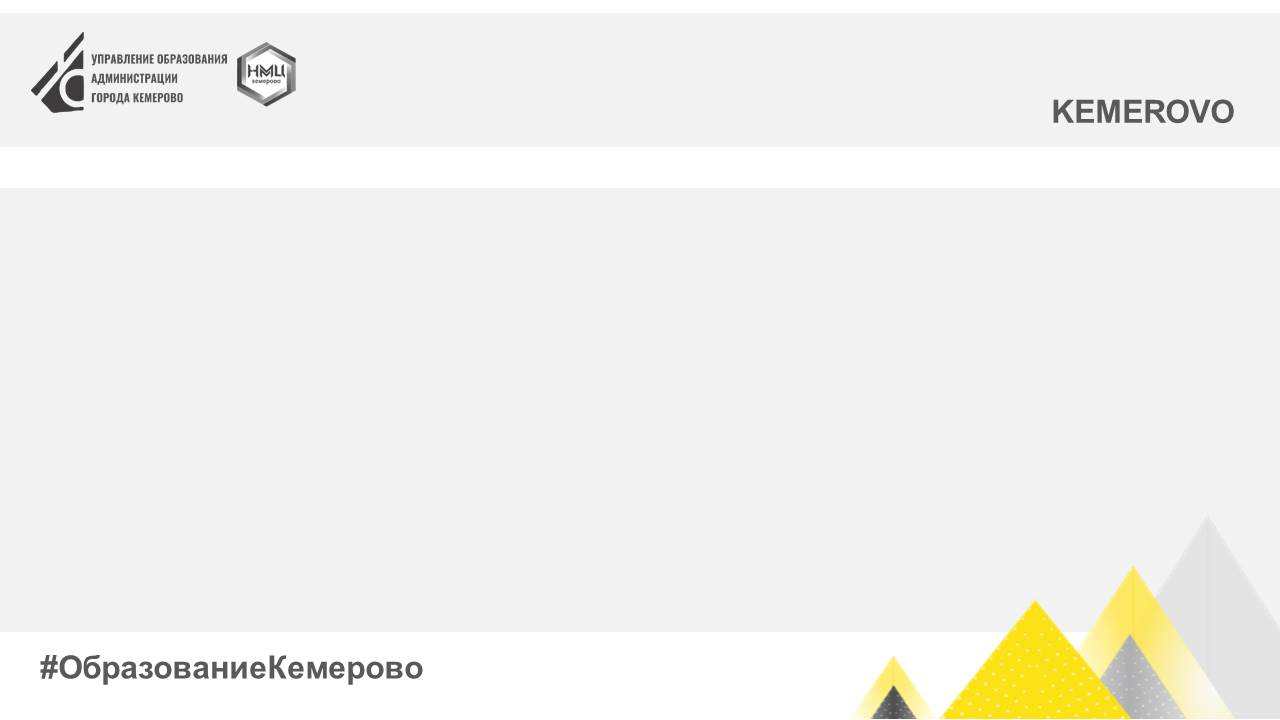 УПРАВЛЕНИЕ ОБРАЗОВАНИЯ
АДМИНИСТРАЦИИ
ГОРОДА КЕМЕРОВО
НМЦ
кемерово
KEMEROVO
#ОбразованиеКемерово